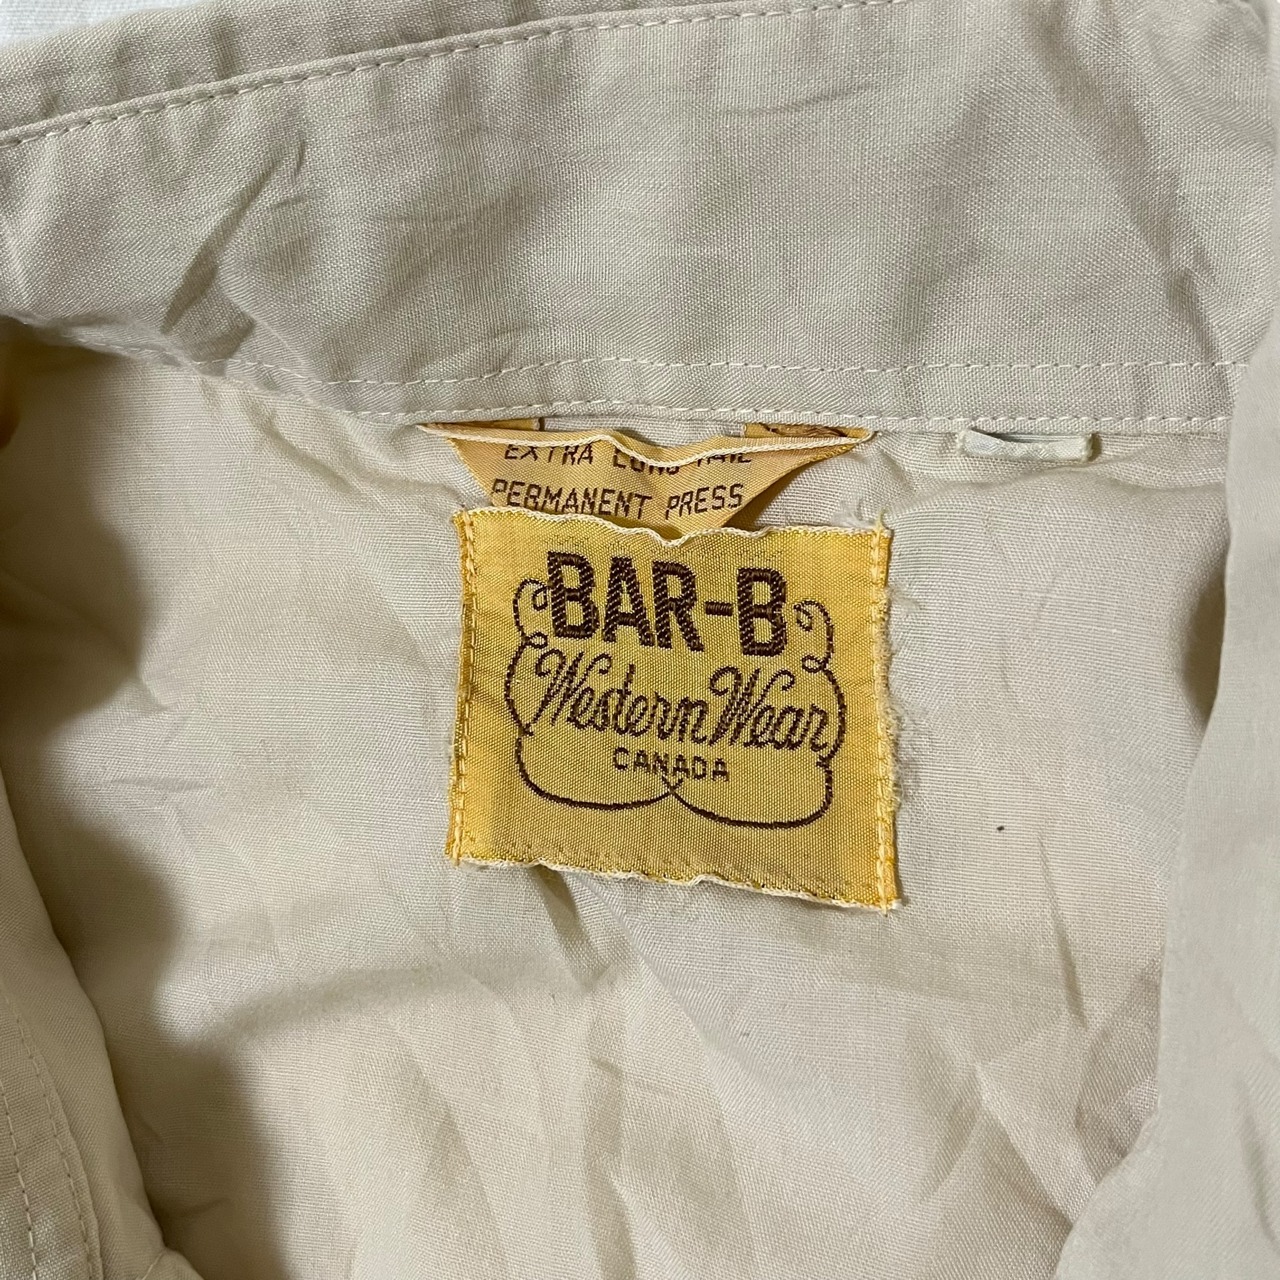 EXTRA LONG TAIL
PERMANENT PRESS
BAR-B
Western Wear
CANADA